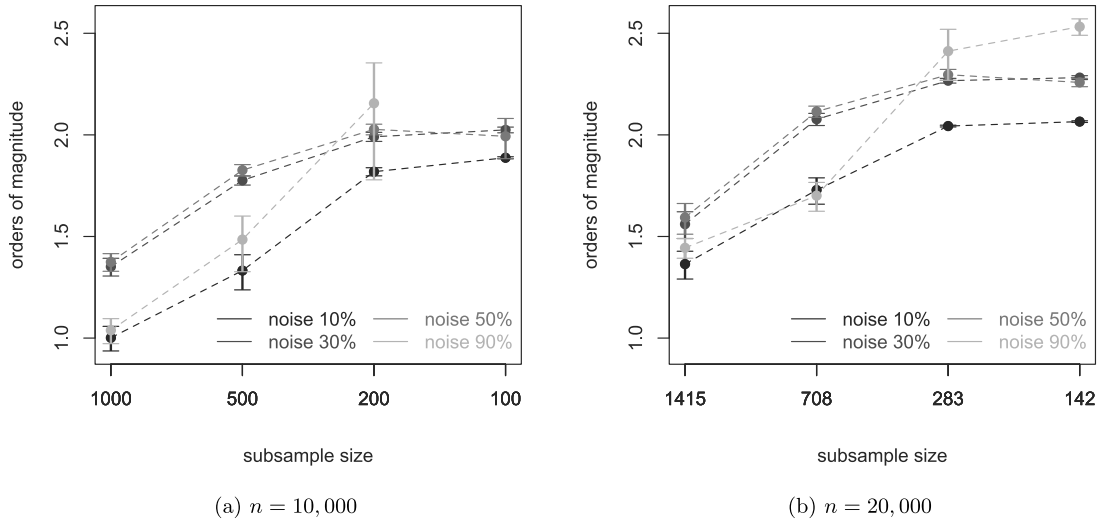 orders of magnitude
2.5
2.0
1.5
1.0
noise 10%
noise 30%
noise 50%
noise 90%
1000 500 200 100
subsample size
(a) n = 10, 000
orders of magnitude
2.5
2.0
1.5
1.0
noise 10%
noise 30%
noise 50%
noise 90%
1415 708 283 142
subsample size
(b) n = 20, 000